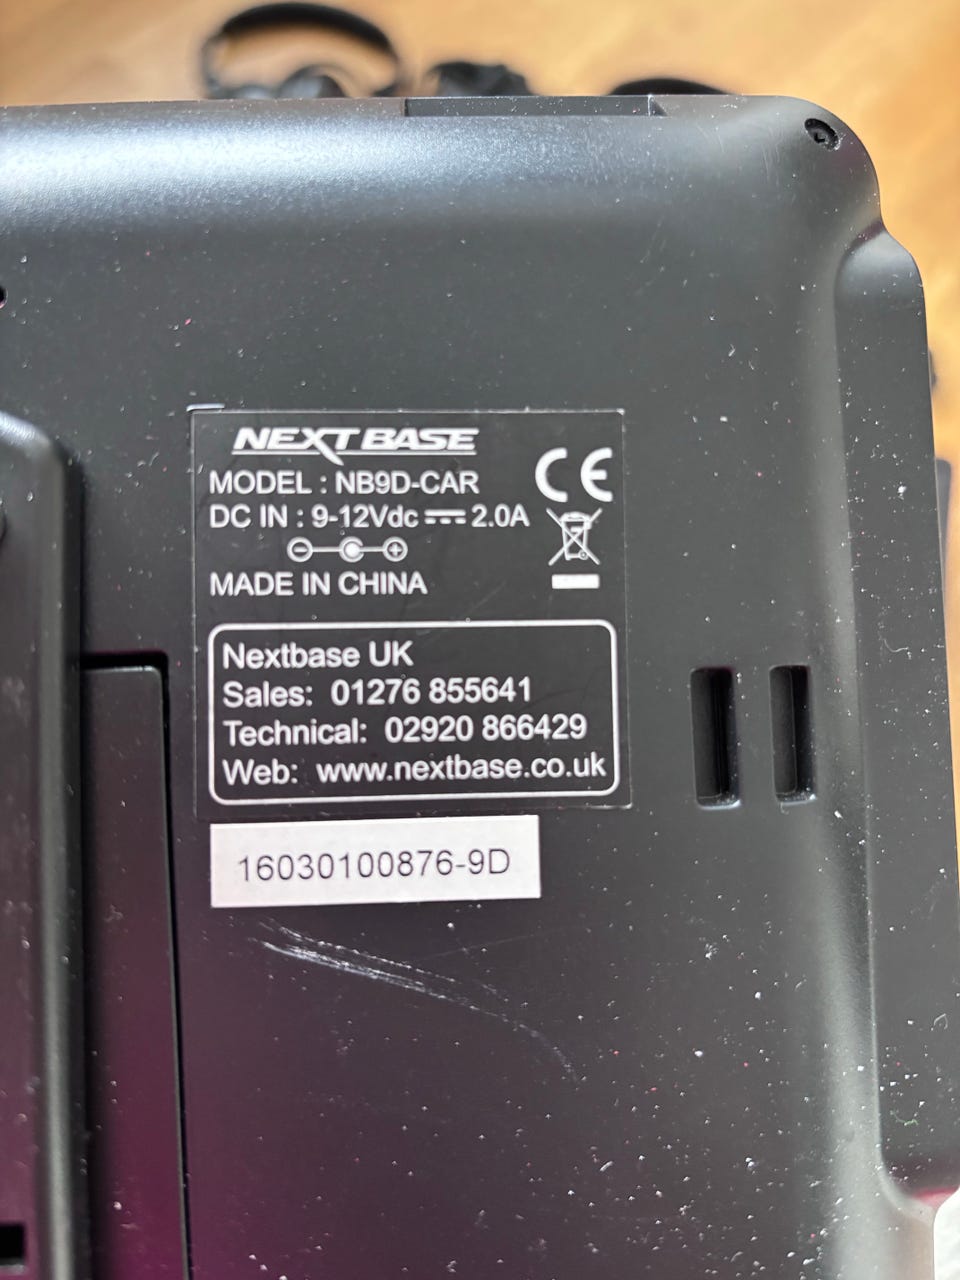 NEXTBASE
MODEL : NB9D-CAR
DC IN : 9-12Vdc 2.0A
MADE IN CHINA
CE
Nextbase UK
Sales: 01276 855641
Technical: 02920 866429
Web: www.nextbase.co.uk
16030100876-9D